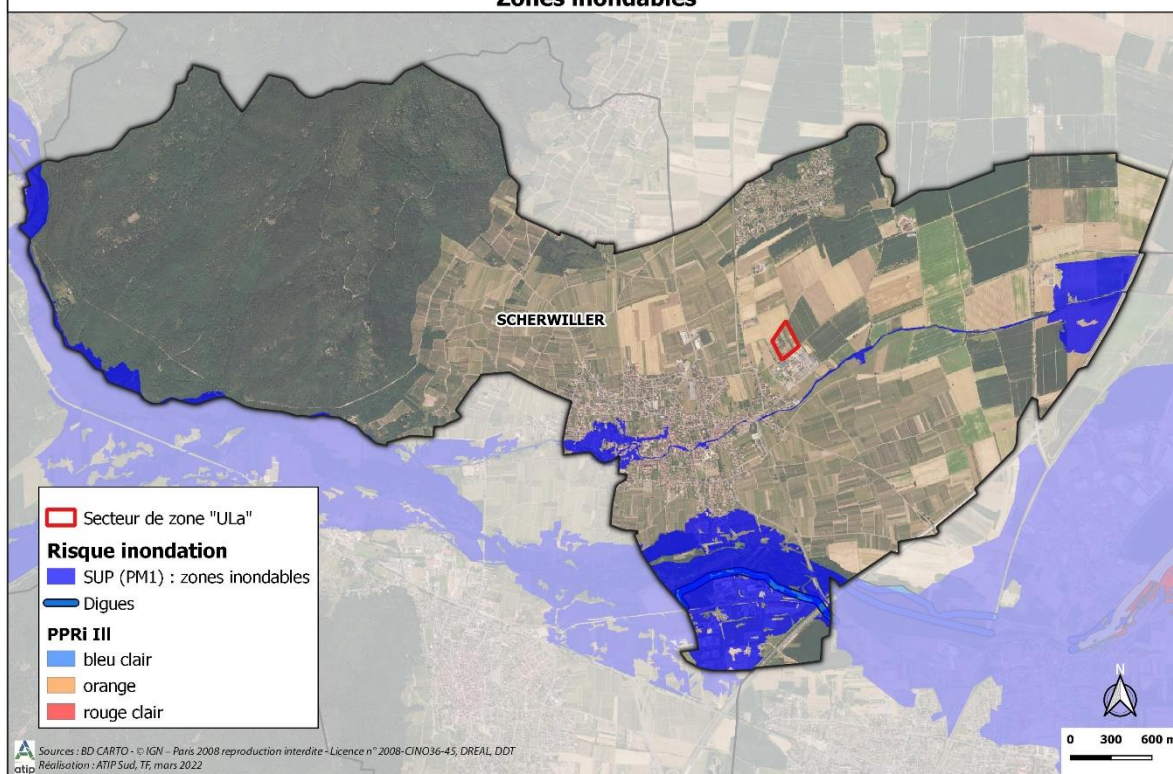 Zones inondables
SCHERWILLER
Secteur de zone "ULa"
Risque inondation
SUP (PM1) : zones inondables
Digues
PPRi Ill
bleu clair
orange
rouge clair
N
0 300 600 m
atip
Sources : BD CARTO - © IGN – Paris 2008 reproduction interdite - Licence n° 2008-CINO36-45, DREAL, DDT
Réalisation : ATIP Sud, TF, mars 2022